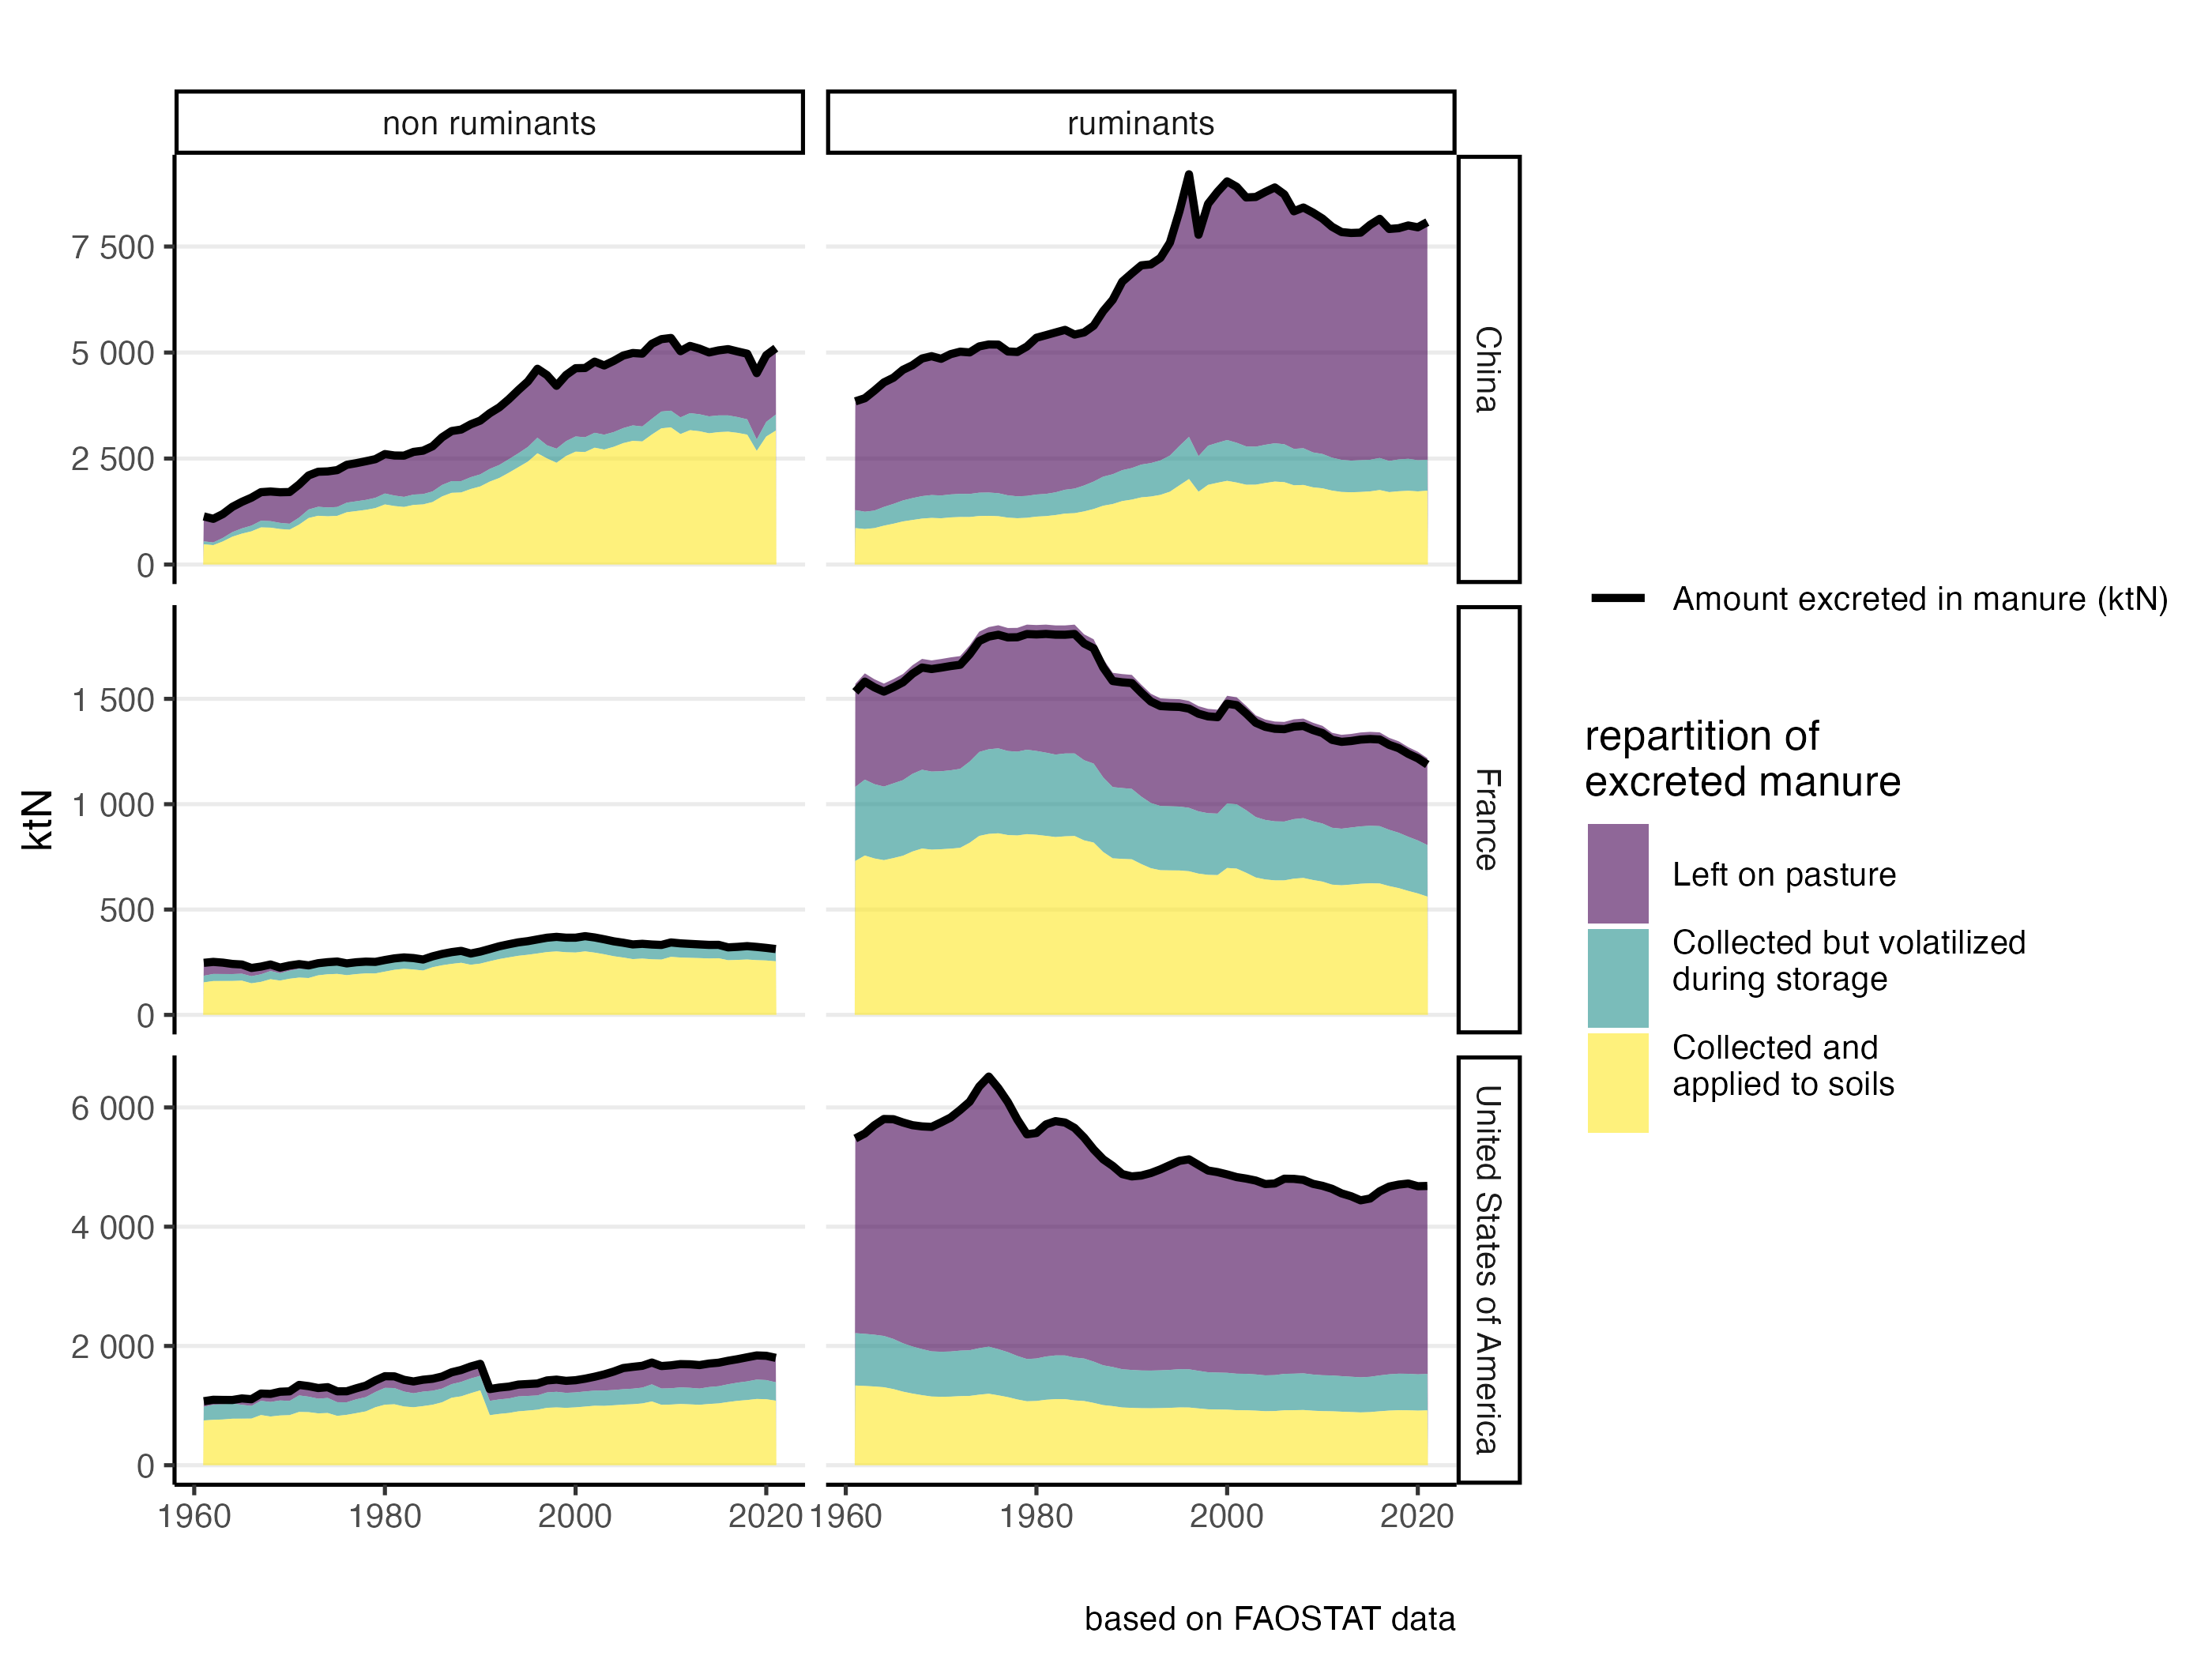 non ruminants
ruminants
7 500
5 000
2 500
0
China
1 500
1 000
500
0
France
6 000
4 000
2 000
0
United States of America
1960
1980
2000
2020
1960
1980
2000
2020
ktN
Amount excreted in manure (ktN)
repartition of
excreted manure
Left on pasture
Collected but volatilized
during storage
Collected and
applied to soils
based on FAOSTAT data